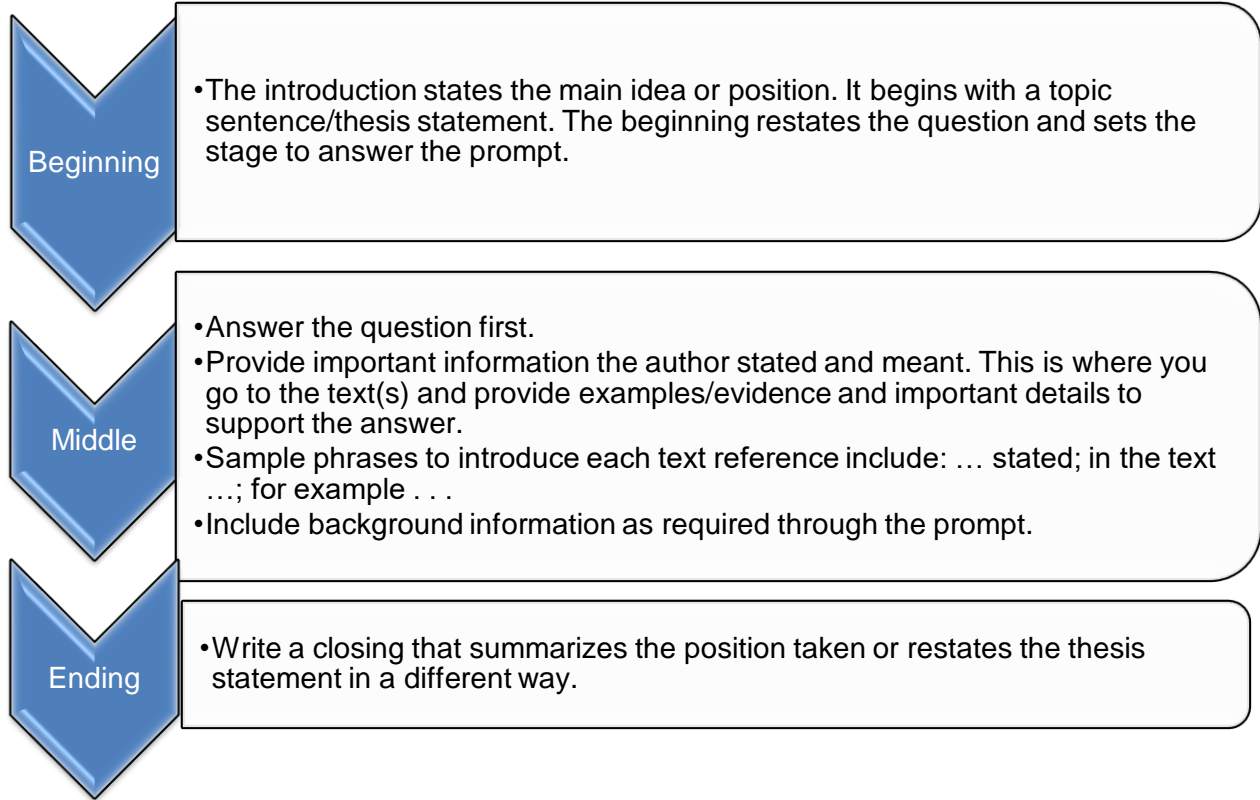 Beginning
•The introduction states the main idea or position. It begins with a topic
sentence/thesis statement. The beginning restates the question and sets the
stage to answer the prompt.
Middle
•Answer the question first.
•Provide important information the author stated and meant. This is where you
go to the text(s) and provide examples/evidence and important details to
support the answer.
•Sample phrases to introduce each text reference include: … stated; in the text
…; for example . . .
•Include background information as required through the prompt.
Ending
•Write a closing that summarizes the position taken or restates the thesis
statement in a different way.